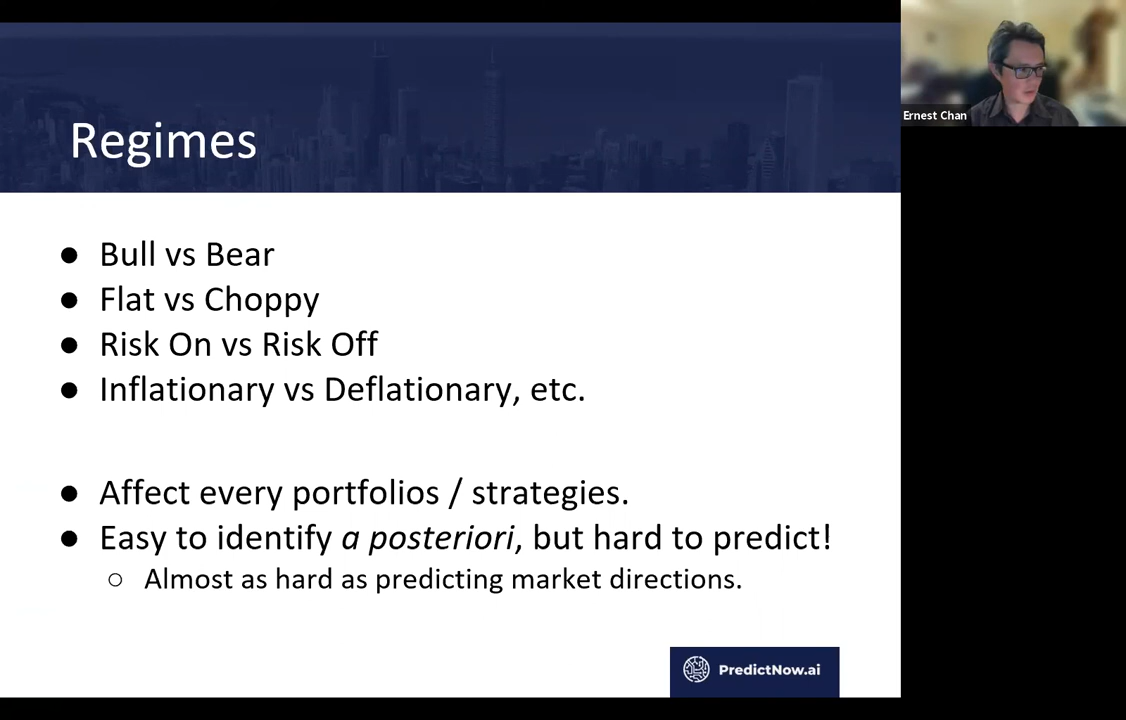 Regimes
Ernest Chan
● Bull vs Bear
● Flat vs Choppy
● Risk On vs Risk Off
● Inflationary vs Deflationary, etc.
● Affect every portfolios / strategies.
● Easy to identify a posteriori, but hard to predict!
○ Almost as hard as predicting market directions.
PredictNow.ai